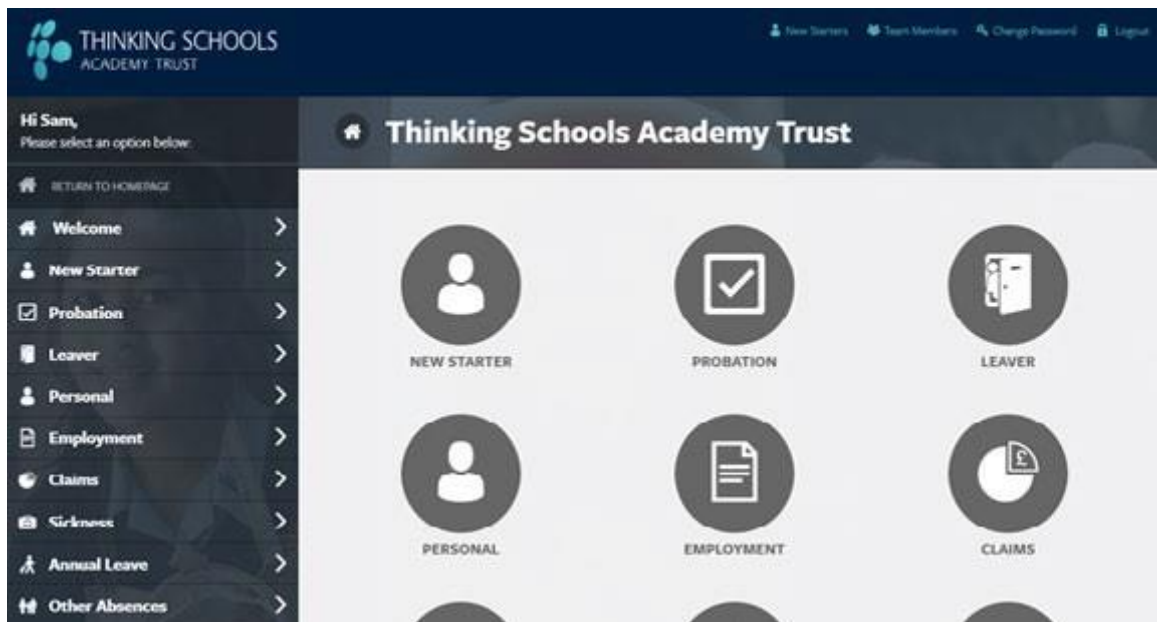 THINKING SCHOOLS
ACADEMY TRUST
New Starters Team Members Change Password Logout
Hi Sam,
Please select an option below:
Thinking Schools Academy Trust
RETURN TO HOMEPAGE
Welcome
New Starter
Probation
Leaver
Personal
Employment
Claims
Sickness
Annual Leave
Other Absences
NEW STARTER
PROBATION
LEAVER
£
PERSONAL
EMPLOYMENT
CLAIMS